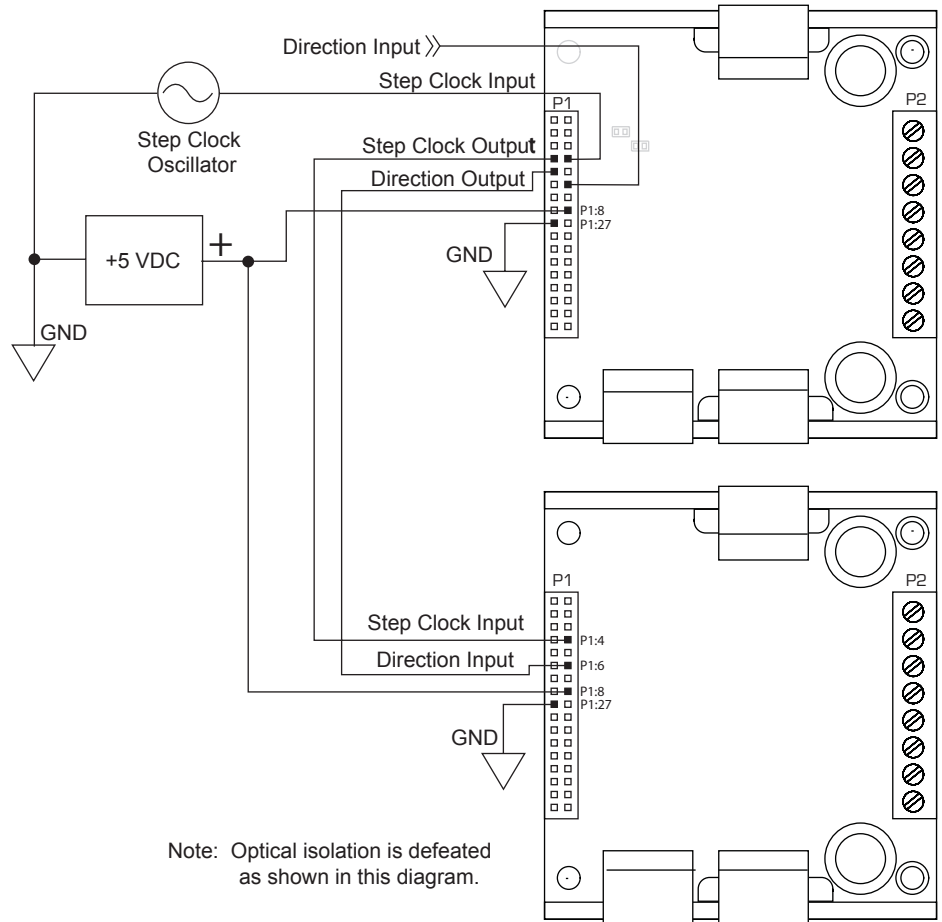 Direction Input
Step Clock Input
P1
P2
Step Clock
Oscillator
Step Clock Output
Direction Output
P1:8
P1:27
+5 VDC
+
GND
GND
P1
P2
Step Clock Input
P1:4
Direction Input
P1:6
P1:8
P1:27
GND
Note: Optical isolation is defeated
as shown in this diagram.